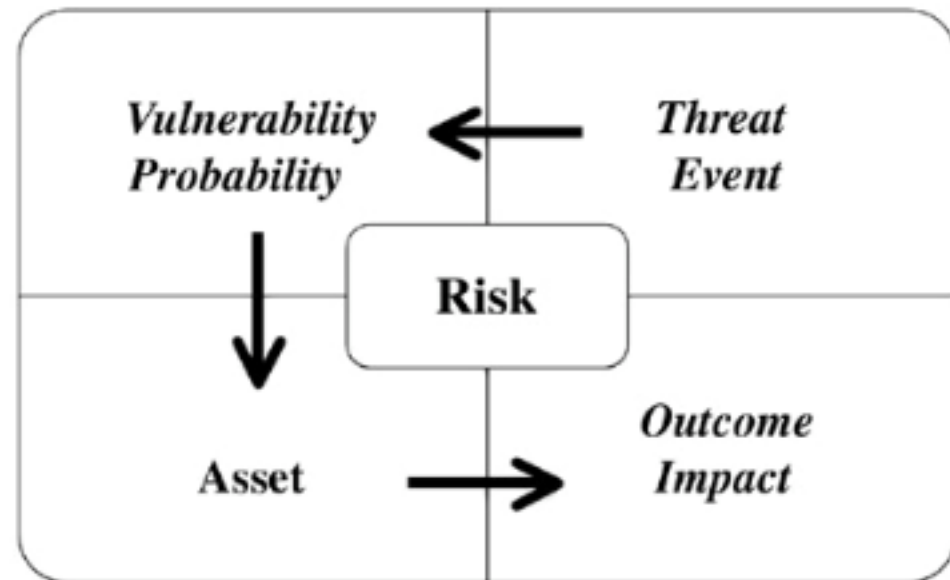 Vulnerability
Probability
Threat
Event
Risk
Asset
Outcome
Impact